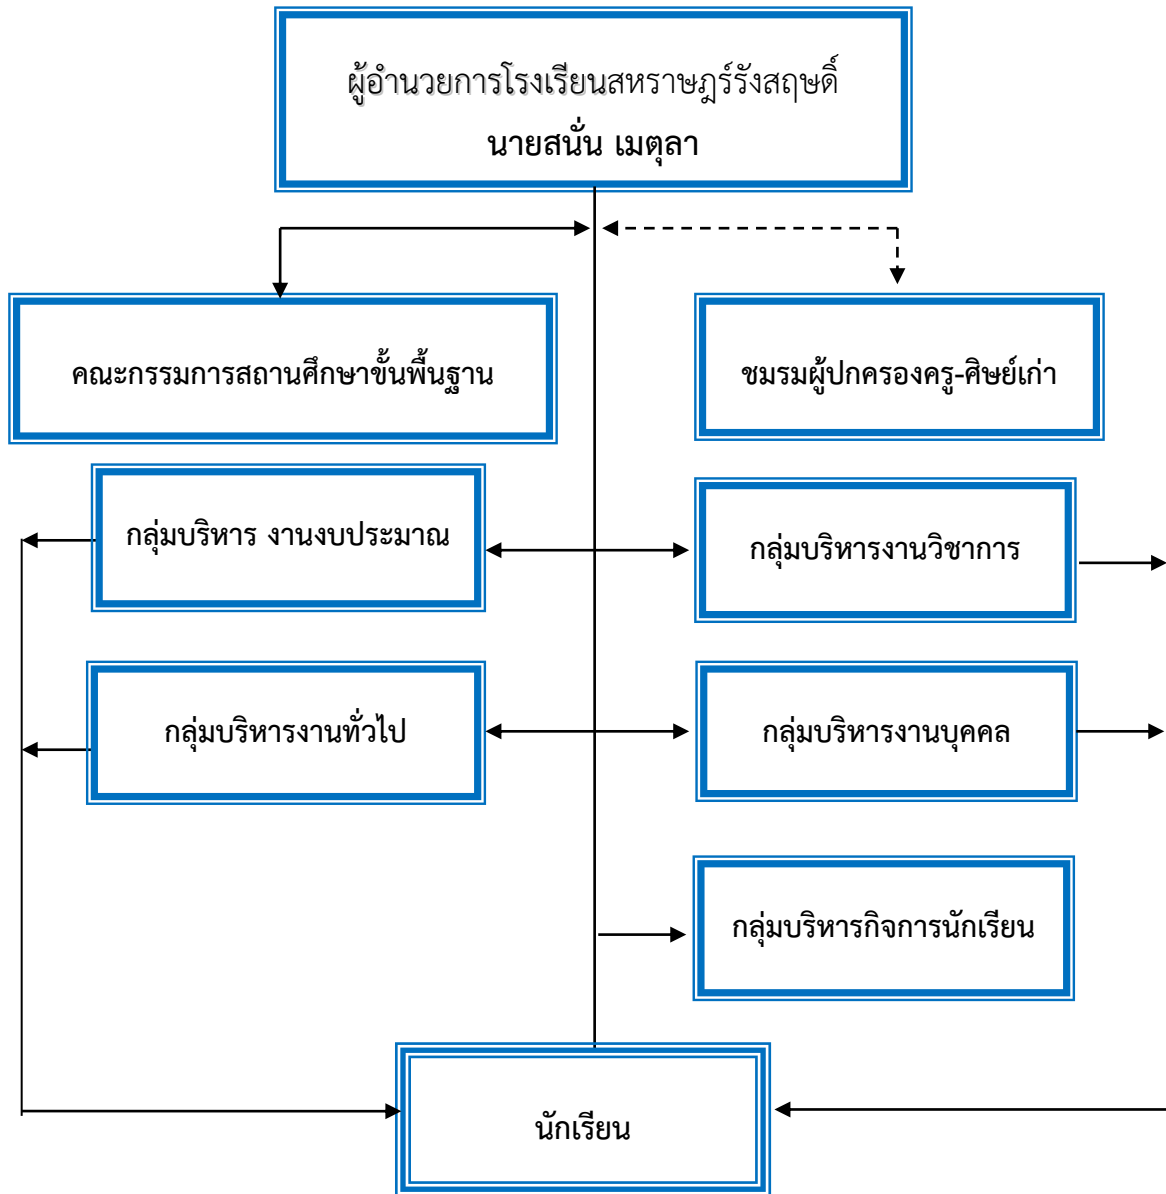 ผู้อำนวยการโรงเรียนสหราษฎร์รังสฤษดิ์
นายสนั่น เมตุลา
คณะกรรมการสถานศึกษาขั้นพื้นฐาน
ชมรมผู้ปกครองครู-ศิษย์เก่า
กลุ่มบริหาร งานงบประมาณ
กลุ่มบริหารงานวิชาการ
กลุ่มบริหารงานทั่วไป
กลุ่มบริหารงานบุคคล
กลุ่มบริหารกิจการนักเรียน
นักเรียน